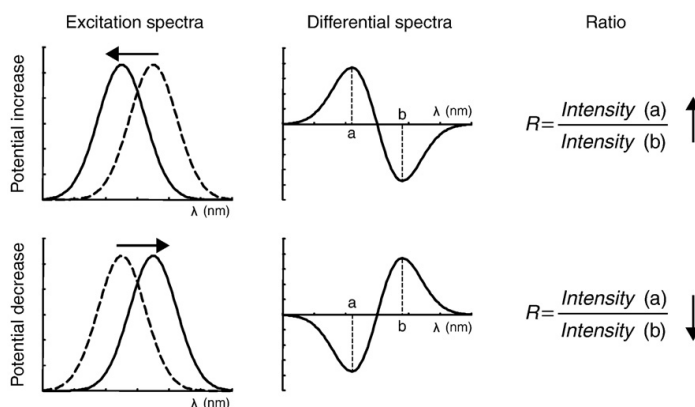 Excitation spectra
Differential spectra
Ratio
Potential increase
λ (nm)
a
b
λ (nm)
R= Intensity (a)
Intensity (b)
Potential decrease
λ (nm)
a
b
λ (nm)
R= Intensity (a)
Intensity (b)